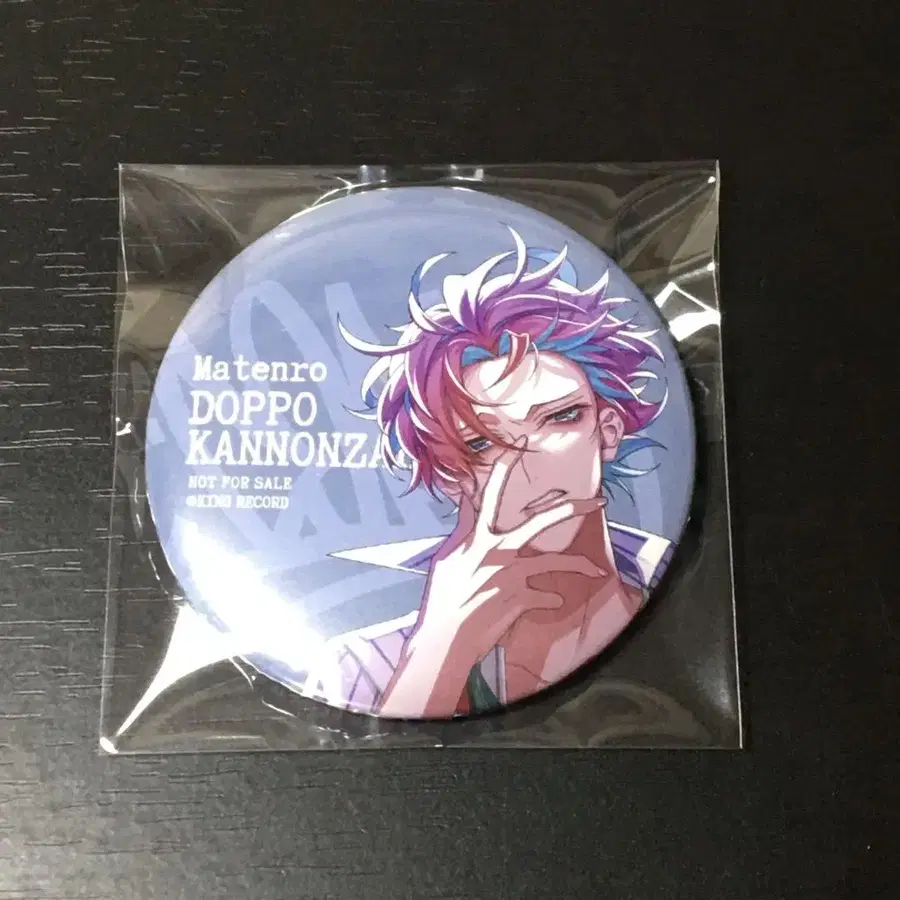 Matenro
DOPPO
KANNONZA
NOT FOR SALE
©KING RECORD